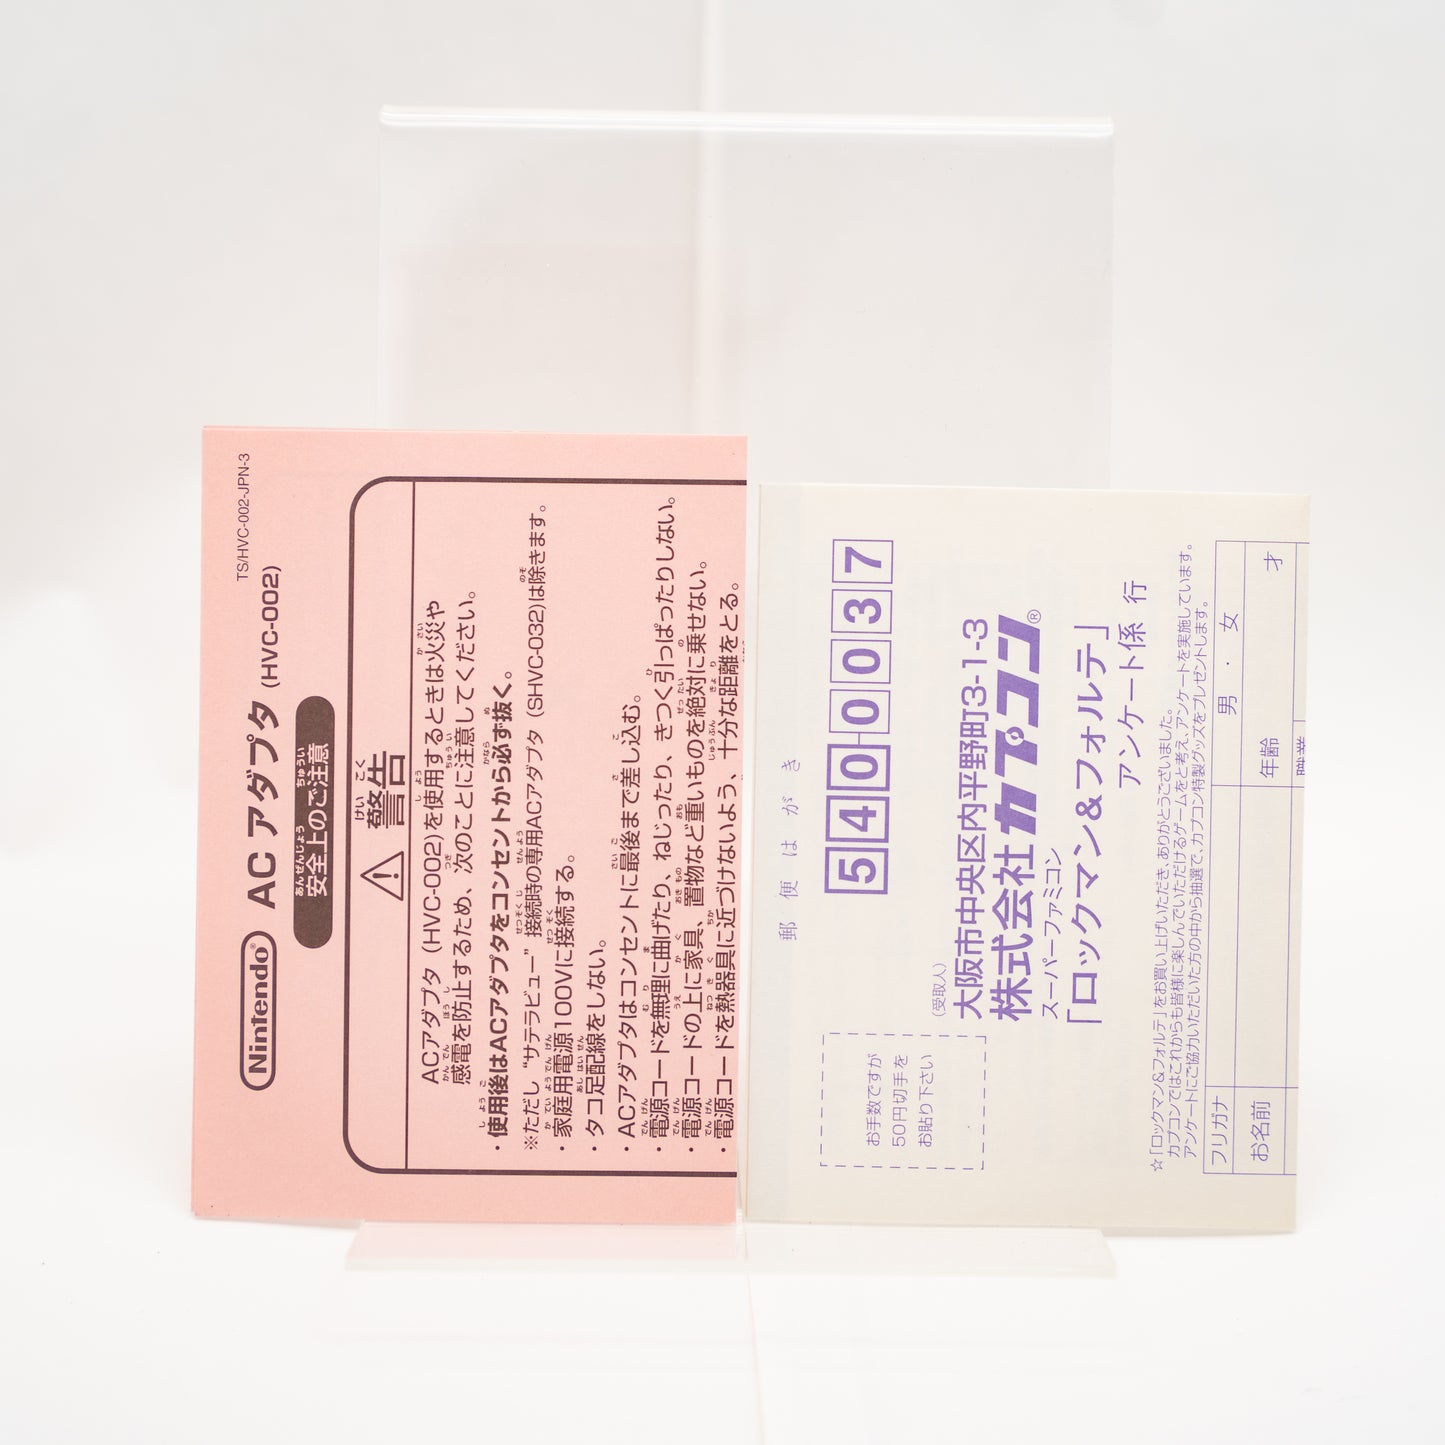 TS/HVC-002-JPN-3
Nintendo® ACアダプタ (HVC-002)
安全上のご注意
あんぜんじょう ちゅうい
警告
けい こく
ACアダプタ (HVC-002)を使用するときは火災や
感電を防止するため、次のことに注意してください。
・使用後はACアダプタをコンセントから必ず抜く。
※ただし“サテラビュー”接続時の専用ACアダプタ (SHVC-032)は除きます。
・家庭用電源100Vに接続する。
・タコ足配線をしない。
・ACアダプタはコンセントに最後まで差し込む。
・電源コードを無理に曲げたり、ねじったり、きつく引っぱったりしない。
・電源コードの上に家具、置物など重いものを絶対に乗せない。
・電源コードを熱器具に近づけないよう、十分な距離をとる。
郵便はがき
5400037
(受取人)
大阪市中央区内平野町3-1-3
株式会社カプコン®
スーパーファミコン
「ロックマン&フォルテ」
アンケート係 行
お手数ですが
50円切手を
お貼り下さい
☆「ロックマン&フォルテ」をお買い上げいただき、ありがとうございました。
カプコンではこれからも皆様に楽しんでいただけるゲームをと考え、アンケートを実施しています。
アンケートにご協力いただいた方の中から抽選で、カプコン特製グッズをプレゼントします。
フリガナ
男・女
お名前
年齢
才
職業